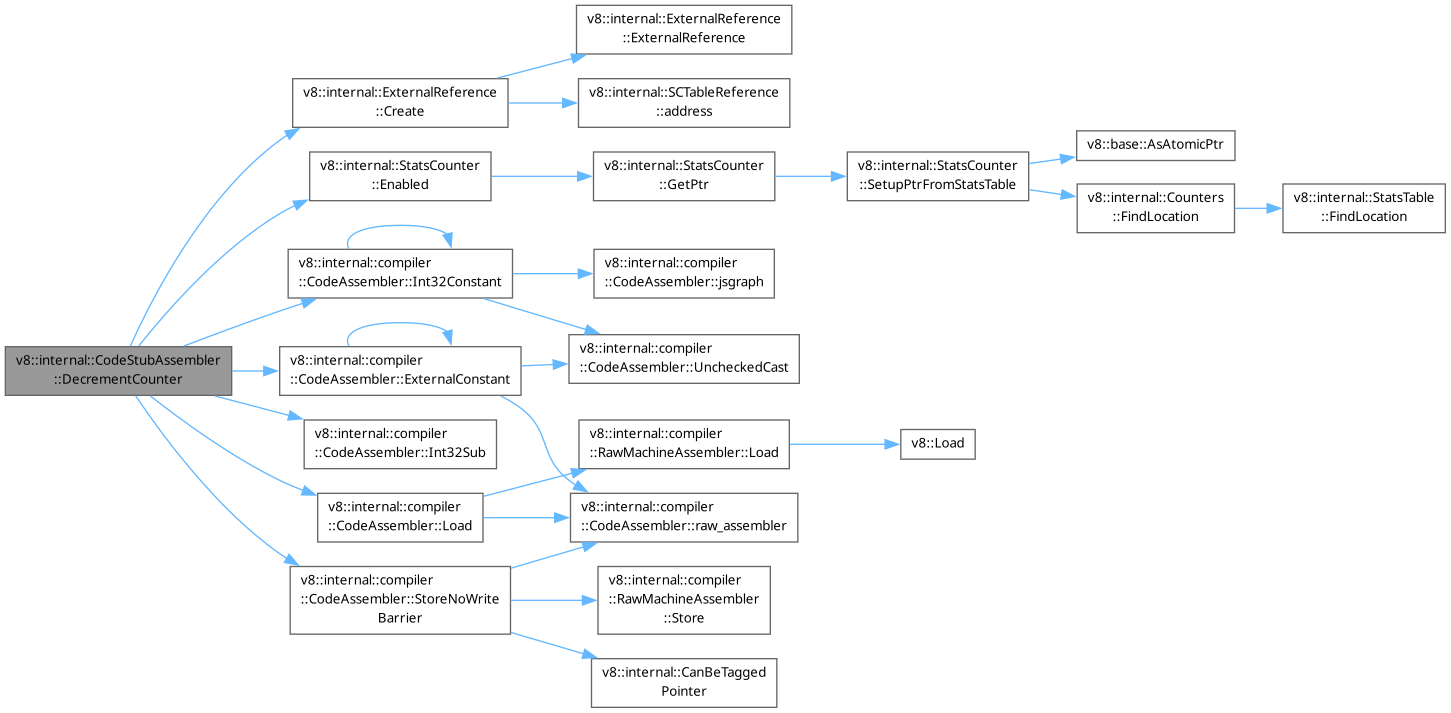 v8::internal::ExternalReference
::ExternalReference
v8::internal::ExternalReference
::Create
v8::internal::SCTableReference
::address
v8::base::AsAtomicPtr
v8::internal::StatsCounter
::Enabled
v8::internal::StatsCounter
::GetPtr
v8::internal::StatsCounter
::SetupPtrFromStatsTable
v8::internal::Counters
::FindLocation
v8::internal::StatsTable
::FindLocation
v8::internal::compiler
::CodeAssembler::Int32Constant
v8::internal::compiler
::CodeAssembler::jsgraph
v8::internal::CodeStubAssembler
::DecrementCounter
v8::internal::compiler
::CodeAssembler::ExternalConstant
v8::internal::compiler
::CodeAssembler::UncheckedCast
v8::internal::compiler
::CodeAssembler::Int32Sub
v8::internal::compiler
::RawMachineAssembler::Load
v8::Load
v8::internal::compiler
::CodeAssembler::Load
v8::internal::compiler
::CodeAssembler::raw_assembler
v8::internal::compiler
::CodeAssembler::StoreNoWrite
Barrier
v8::internal::compiler
::RawMachineAssembler
::Store
v8::internal::CanBeTagged
Pointer